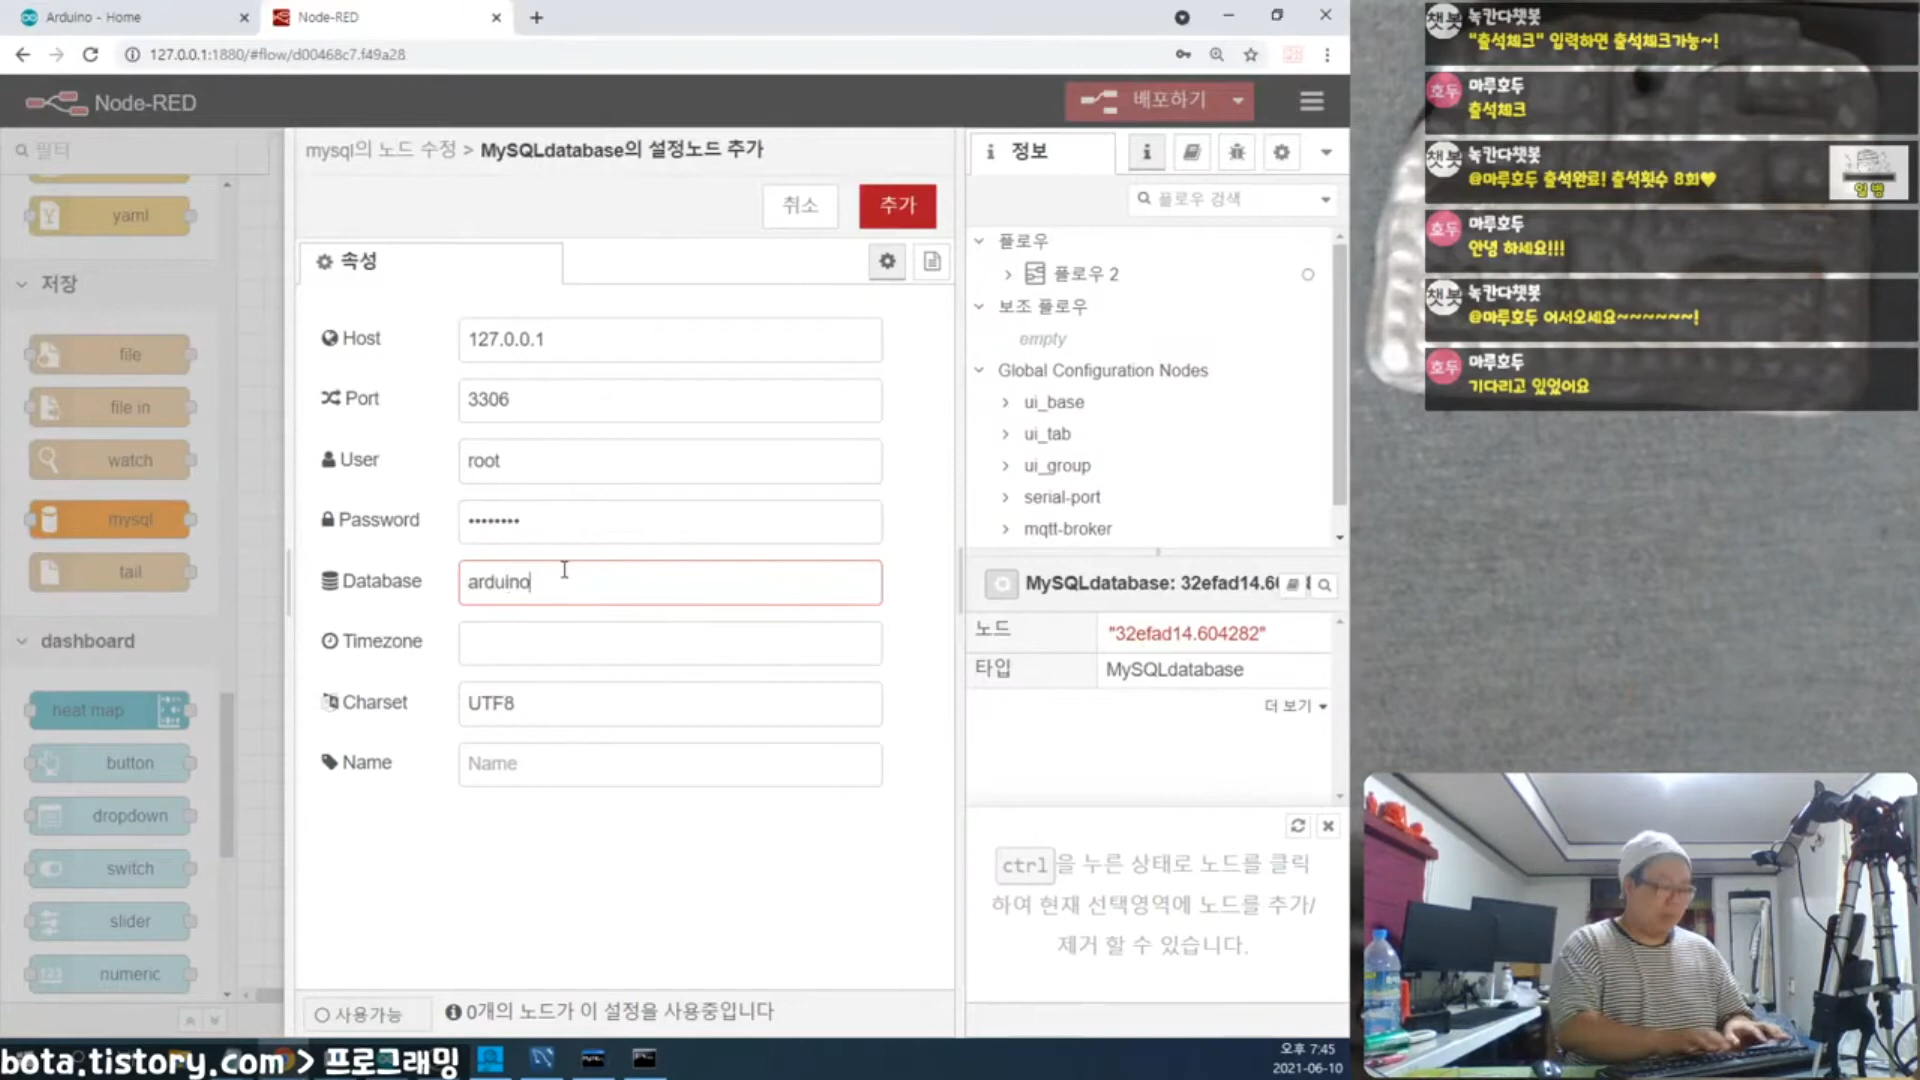 Arduino - Home
Node-RED
127.0.0.1:1880/#flow/d00468c7.f49a28
Node-RED
배포하기
필터
yaml
저장
file
file in
watch
mysql
tail
dashboard
heat map
button
dropdown
switch
slider
numeric
mysql의 노드 수정 > MySQLdatabase의 설정노드 추가
취소
추가
속성
Host
127.0.0.1
Port
3306
User
root
Password
••••••••
Database
arduino
Timezone
Charset
UTF8
Name
Name
사용가능
0개의 노드가 이 설정을 사용중입니다
정보
플로우 검색
플로우
플로우 2
보조 플로우
empty
Global Configuration Nodes
ui_base
ui_tab
ui_group
serial-port
mqtt-broker
MySQLdatabase: 32efad14.60
노드
"32efad14.604282"
타입
MySQLdatabase
더 보기
ctrl을 누른 상태로 노드를 클릭
하여 현재 선택영역에 노드를 추가/
제거 할 수 있습니다.
챗봇
녹칸다챗봇
"출석체크" 입력하면 출석체크가능~!
호두
마루호두
출석체크
챗봇
녹칸다챗봇
@마루호두 출석완료! 출석횟수 8회♥
일병
호두
마루호두
안녕 하세요!!!
챗봇
녹칸다챗봇
@마루호두 어서오세요~~~~~~!
호두
마루호두
기다리고 있었어요
bota.tistory.com > 프로그래밍
오후 7:45
2021-06-10